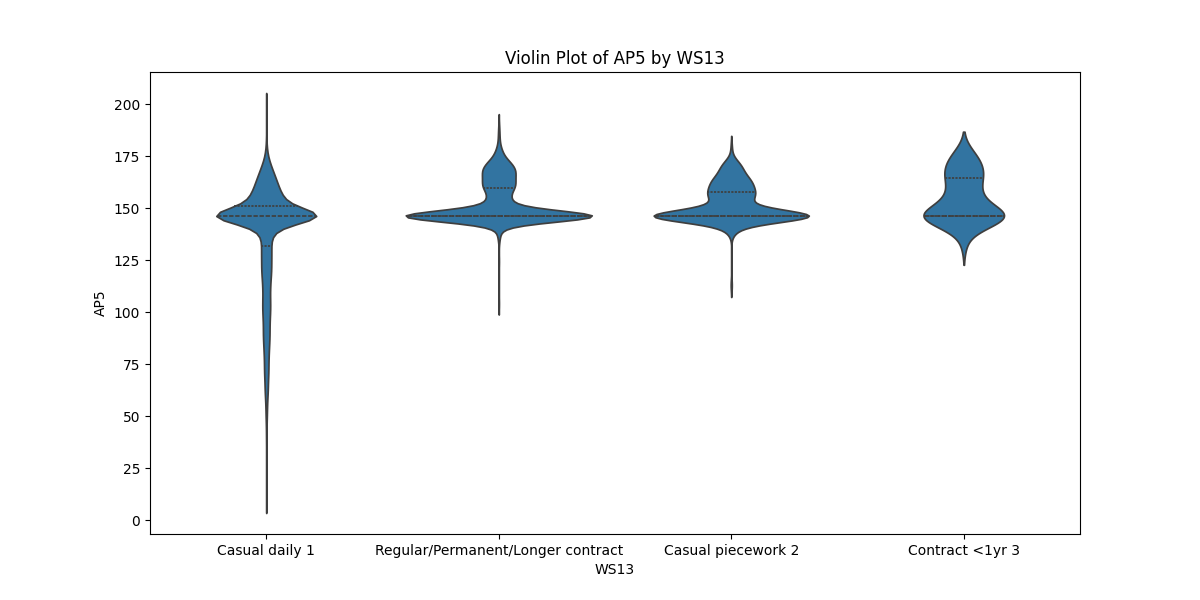 Violin Plot of AP5 by WS13
200
175
150
125
100
75
50
25
0
AP5
Casual daily 1
Regular/Permanent/Longer contract
Casual piecework 2
Contract <1yr 3
WS13